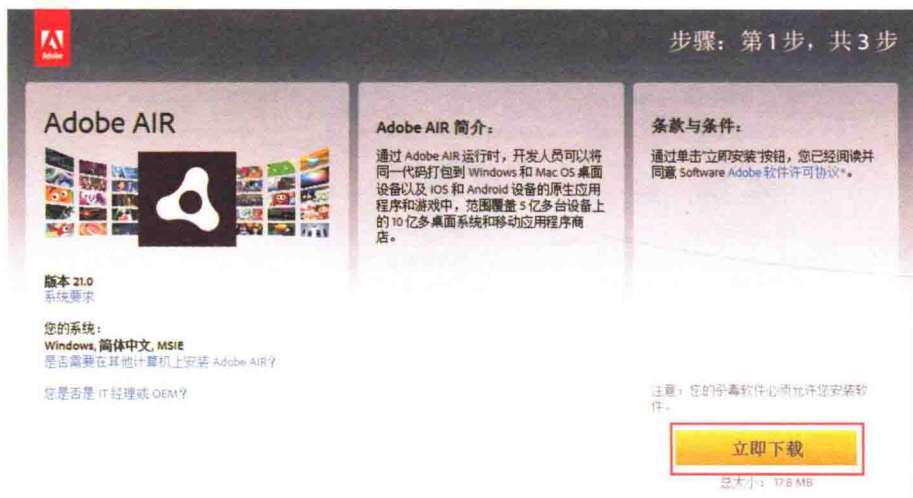 Adobe
步骤：第1步，共3步
Adobe AIR
版本 21.0
系统要求
您的系统：
Windows, 简体中文, MSIE
是否需要在其他计算机上安装 Adobe AIR？
您是否是 IT 经理或 OEM？
Adobe AIR 简介：
通过 Adobe AIR 运行时，开发人员可以将
同一代码打包到 Windows 和 Mac OS 桌面
设备以及 iOS 和 Android 设备的原生应用
程序和游戏中，范围覆盖 5 亿多台设备上
的 10 亿多桌面系统和移动应用程序商
店。
条款与条件：
通过单击“立即安装”按钮，您已经阅读并
同意 Software Adobe 软件许可协议*。
注意：您的杀毒软件必须允许您安装软
件。
立即下载
总大小： 17.8 MB